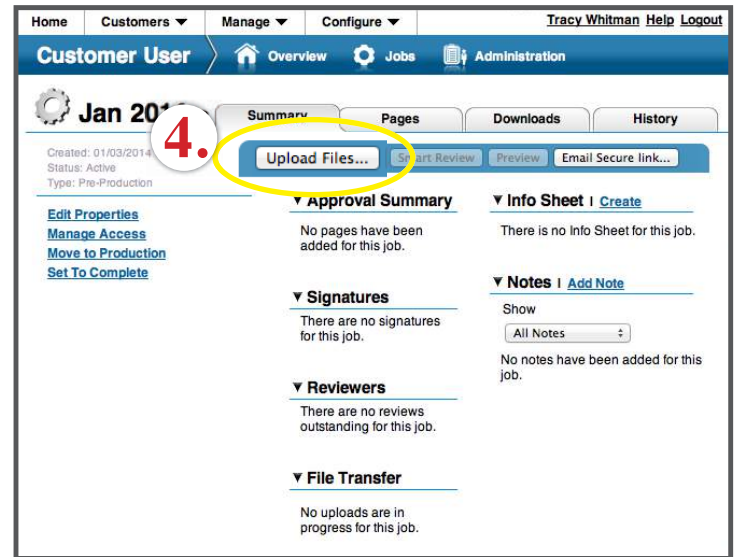 Home Customers ▼ Manage ▼ Configure ▼ Tracy Whitman Help Logout
Customer User Overview Jobs Administration
Jan
4.
Summary Pages Downloads History
Created: 01/03/2014
Status: Active
Type: Pre-Production
Upload Files... Smart Review Preview Email Secure link...
Edit Properties
Manage Access
Move to Production
Set To Complete
▼ Approval Summary
No pages have been
added for this job.
▼ Signatures
There are no signatures
for this job.
▼ Reviewers
There are no reviews
outstanding for this job.
▼ File Transfer
No uploads are in
progress for this job.
▼ Info Sheet | Create
There is no Info Sheet for this job.
▼ Notes | Add Note
Show
All Notes
No notes have been added for this
job.